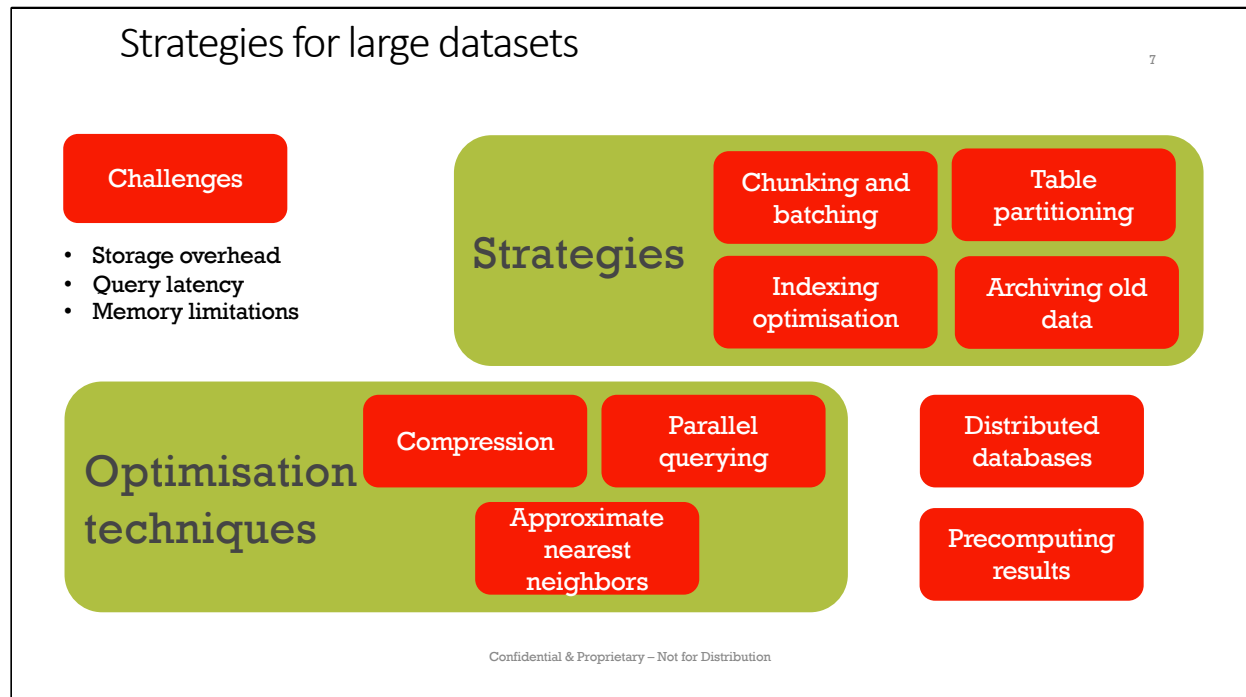 Strategies for large datasets
7
Challenges
• Storage overhead
• Query latency
• Memory limitations
Strategies
Chunking and
batching
Table
partitioning
Indexing
optimisation
Archiving old
data
Optimisation
techniques
Compression
Parallel
querying
Approximate
nearest
neighbors
Distributed
databases
Precomputing
results
Confidential & Proprietary – Not for Distribution